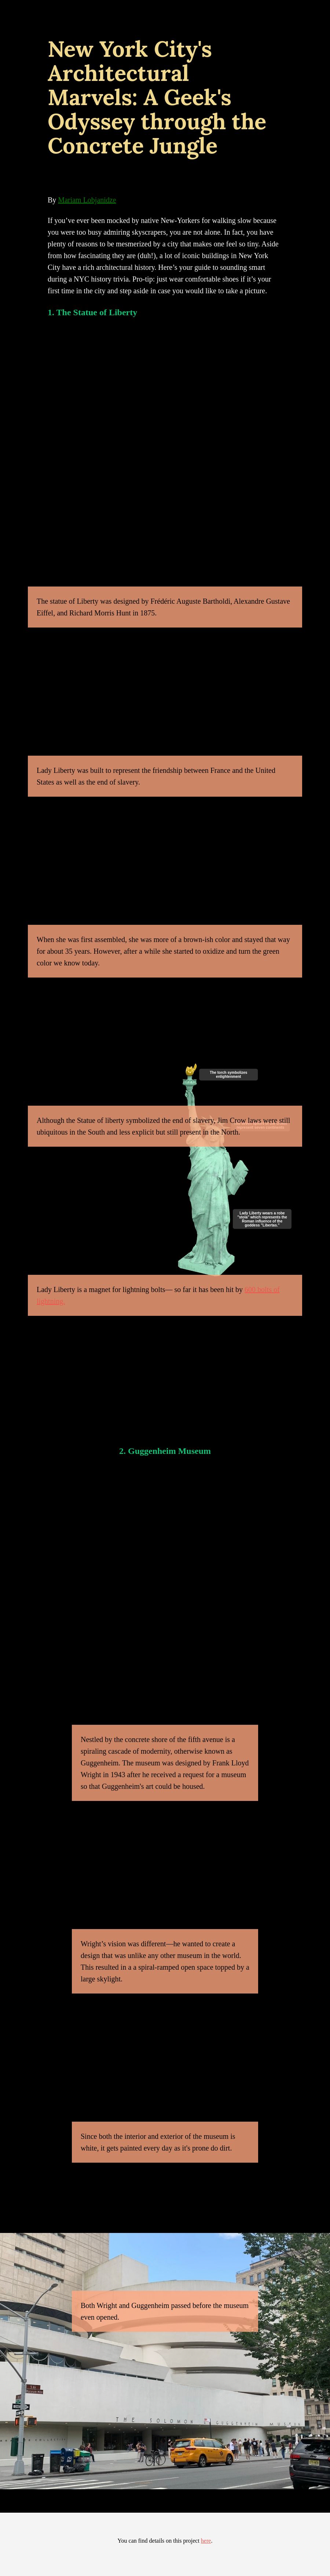 New York City's
Architectural
Marvels: A Geek's
Odyssey through the
Concrete Jungle
By Mariam Lobjanidze
If you’ve ever been mocked by native New-Yorkers for walking slow because
you were too busy admiring skyscrapers, you are not alone. In fact, you have
plenty of reasons to be mesmerized by a city that makes one feel so tiny. Aside
from how fascinating they are (duh!), a lot of iconic buildings in New York
City have a rich architectural history. Here’s your guide to sounding smart
during a NYC history trivia. Pro-tip: just wear comfortable shoes if it’s your
first time in the city and step aside in case you would like to take a picture.
1. The Statue of Liberty
The statue of Liberty was designed by Frédéric Auguste Bartholdi, Alexandre Gustave
Eiffel, and Richard Morris Hunt in 1875.
Lady Liberty was built to represent the friendship between France and the United
States as well as the end of slavery.
When she was first assembled, she was more of a brown-ish color and stayed that way
for about 35 years. However, after a while she started to oxidize and turn the green
color we know today.
The torch symbolizes
enlightenment
Although the Statue of liberty symbolized the end of slavery, Jim Crow laws were still
ubiquitous in the South and less explicit but still present in the North.
Lady Liberty wears a robe
"stola" which represents the
Roman influence of the
goddess "Libertas."
Lady Liberty is a magnet for lightning bolts— so far it has been hit by
2. Guggenheim Museum
Nestled by the concrete shore of the fifth avenue is a
spiraling cascade of modernity, otherwise known as
Guggenheim. The museum was designed by Frank Lloyd
Wright in 1943 after he received a request for a museum
so that Guggenheim's art could be housed.
Wright’s vision was different—he wanted to create a
design that was unlike any other museum in the world.
This resulted in a a spiral-ramped open space topped by a
large skylight.
Since both the interior and exterior of the museum is
white, it gets painted every day as it's prone do dirt.
Both Wright and Guggenheim passed before the museum
even opened.
THE SOLOMON R. GUGGENHEIM MUSEUM
You can find details on this project here.